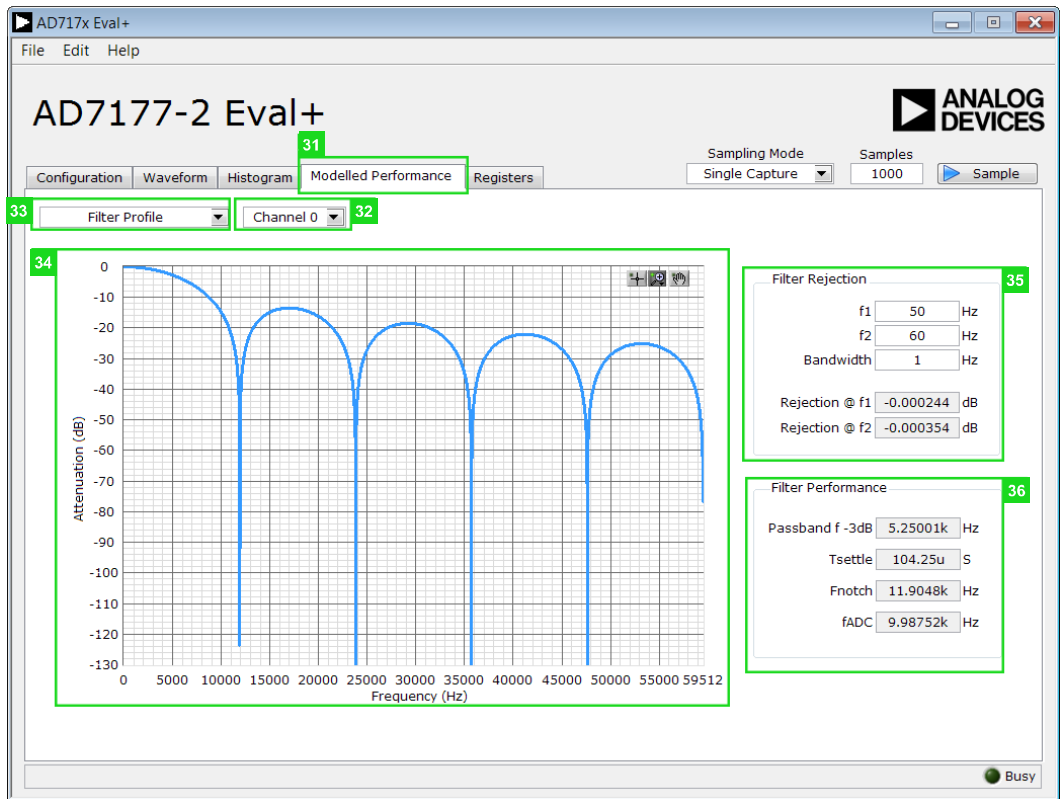 AD717x Eval+
File Edit Help
AD7177-2 Eval+
ANALOG
DEVICES
31
Sampling Mode
Samples
Configuration
Waveform
Histogram
Modelled Performance
Registers
Single Capture
1000
Sample
33
Filter Profile
Channel 0
32
34
0
-10
-20
-30
-40
-50
-60
-70
-80
-90
-100
-110
-120
-130
Attenuation (dB)
0 5000 10000 15000 20000 25000 30000 35000 40000 45000 50000 55000 59512
Frequency (Hz)
Filter Rejection
35
f1 50 Hz
f2 60 Hz
Bandwidth 1 Hz
Rejection @ f1 -0.000244 dB
Rejection @ f2 -0.000354 dB
Filter Performance
36
Passband f -3dB 5.25001k Hz
Tsettle 104.25u S
Fnotch 11.9048k Hz
fADC 9.98752k Hz
Busy